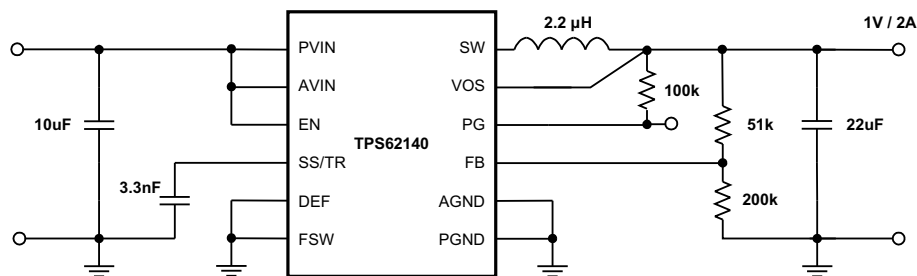 2.2 µH
1V / 2A
PVIN
SW
AVIN
VOS
100k
10uF
EN
PG
51k
22uF
TPS62140
SS/TR
FB
3.3nF
200k
DEF
AGND
FSW
PGND